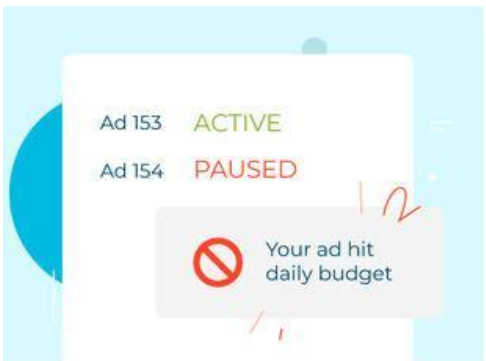 Ad 153 ACTIVE
Ad 154 PAUSED
Your ad hit
daily budget